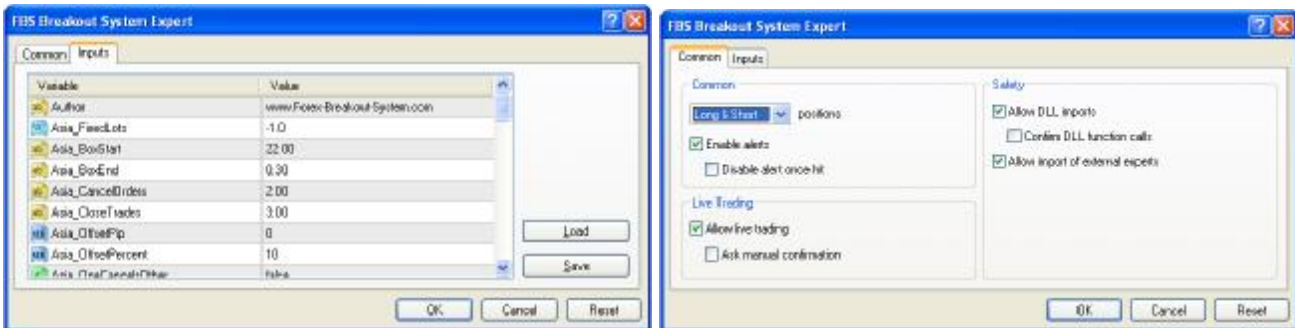 FBS Breakout System Expert
Common Inputs
Variable Value
Author www.Forex-Breakout-System.com
Asia_FixedLots -1.0
Asia_BoxStart 22:00
Asia_BoxEnd 0:30
Asia_CancelOrders 2:00
Asia_CloseTrades 3:00
Asia_OffsetPip 0
Asia_OffsetPercent 10
Asia_OneCancelsOther false
Load
Save
OK Cancel Reset
FBS Breakout System Expert
Common Inputs
Common
Long & Short positions
Enable alerts
Disable alert once hit
Live Trading
Allow live trading
Ask manual confirmation
Safety
Allow DLL imports
Confirm DLL function calls
Allow import of external experts
OK Cancel Reset